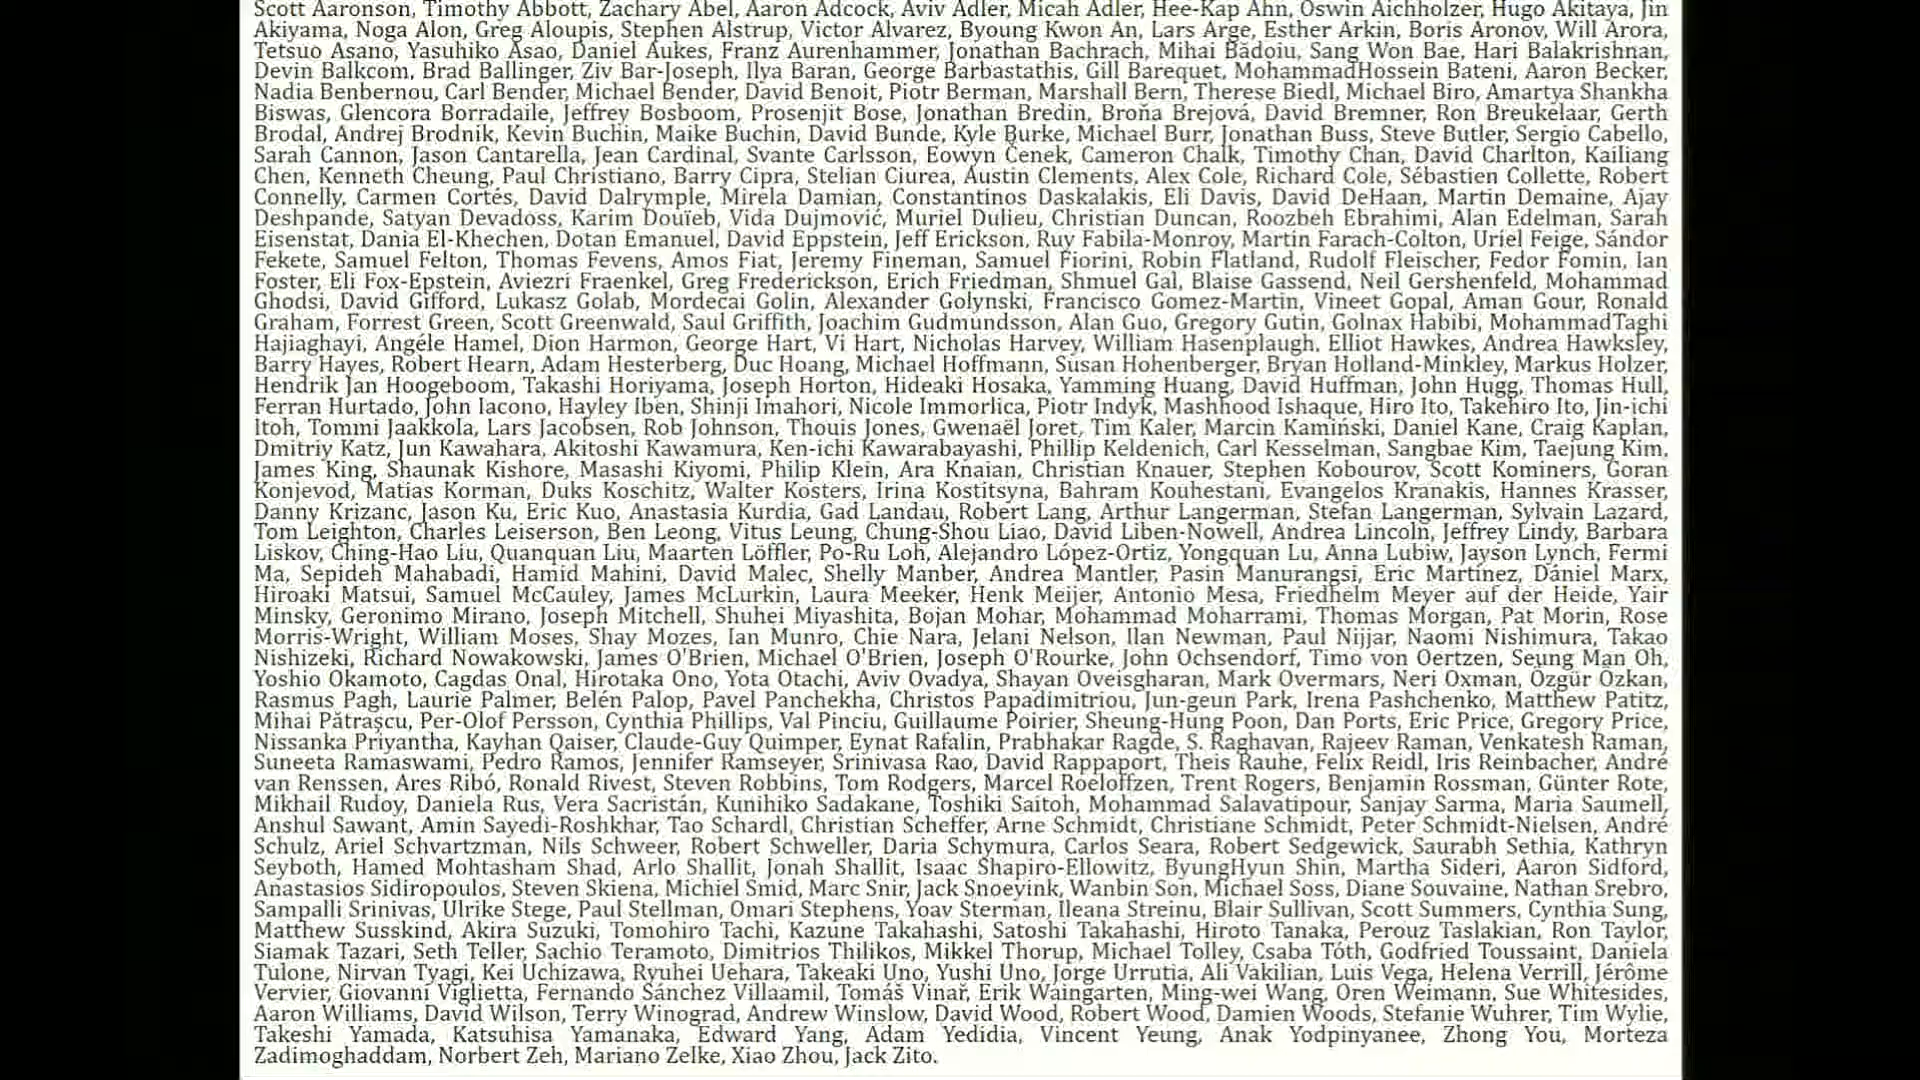 Scott Aaronson, Timothy Abbott, Zachary Abel, Aaron Adcock, Aviv Adler, Micah Adler, Hee-Kap Ahn, Oswin Aichholzer, Hugo Akitaya, Jin
Akiyama, Noga Alon, Greg Aloupis, Stephen Alstrup, Victor Alvarez, Byoung Kwon An, Lars Arge, Esther Arkin, Boris Aronov, Will Arora,
Tetsuo Asano, Yasuhiko Asao, Daniel Aukes, Franz Aurenhammer, Jonathan Bachrach, Mihai Bădoiu, Sang Won Bae, Hari Balakrishnan,
Devin Balkcom, Brad Ballinger, Ziv Bar-Joseph, Ilya Baran, George Barbastathis, Gill Barequet, MohammadHossein Bateni, Aaron Becker,
Nadia Benbernou, Carl Bender, Michael Bender, David Benoit, Piotr Berman, Marshall Bern, Therese Biedl, Michael Biro, Amartya Shankha
Biswas, Glencora Borradaile, Jeffrey Bosboom, Prosenjit Bose, Jonathan Bredin, Broňa Brejová, David Bremner, Ron Breukelaar, Gerth
Brodal, Andrej Brodnik, Kevin Buchin, Maike Buchin, David Bunde, Kyle Burke, Michael Burr, Jonathan Buss, Steve Butler, Sergio Cabello,
Sarah Cannon, Jason Cantarella, Jean Cardinal, Svante Carlsson, Eowyn Čenek, Cameron Chalk, Timothy Chan, David Charlton, Kailiang
Chen, Kenneth Cheung, Paul Christiano, Barry Cipra, Stelian Ciurea, Austin Clements, Alex Cole, Richard Cole, Sébastien Collette, Robert
Connelly, Carmen Cortés, David Dalrymple, Mirela Damian, Constantinos Daskalakis, Eli Davis, David DeHaan, Martin Demaine, Ajay
Deshpande, Satyan Devadoss, Karim Douïeb, Vida Dujmović, Muriel Dulieu, Christian Duncan, Roozbeh Ebrahimi, Alan Edelman, Sarah
Eisenstat, Dania El-Khechen, Dotan Emanuel, David Eppstein, Jeff Erickson, Ruy Fabila-Monroy, Martin Farach-Colton, Uriel Feige, Sándor
Fekete, Samuel Felton, Thomas Fevens, Amos Fiat, Jeremy Fineman, Samuel Fiorini, Robin Flatland, Rudolf Fleischer, Fedor Fomin, Ian
Foster, Eli Fox-Epstein, Aviezri Fraenkel, Greg Frederickson, Erich Friedman, Shmuel Gal, Blaise Gassend, Neil Gershenfeld, Mohammad
Ghodsi, David Gifford, Lukasz Golab, Mordecai Golin, Alexander Golynski, Francisco Gomez-Martin, Vineet Gopal, Aman Gour, Ronald
Graham, Forrest Green, Scott Greenwald, Saul Griffith, Joachim Gudmundsson, Alan Guo, Gregory Gutin, Golnax Habibi, MohammadTaghi
Hajiaghayi, Angéle Hamel, Dion Harmon, George Hart, Vi Hart, Nicholas Harvey, William Hasenplaugh, Elliot Hawkes, Andrea Hawksley,
Barry Hayes, Robert Hearn, Adam Hesterberg, Duc Hoang, Michael Hoffmann, Susan Hohenberger, Bryan Holland-Minkley, Markus Holzer,
Hendrik Jan Hoogeboom, Takashi Horiyama, Joseph Horton, Hideaki Hosaka, Yamming Huang, David Huffman, John Hugg, Thomas Hull,
Ferran Hurtado, John Iacono, Hayley Iben, Shinji Imahori, Nicole Immorlica, Piotr Indyk, Mashhood Ishaque, Hiro Ito, Takehiro Ito, Jin-ichi
Itoh, Tommi Jaakkola, Lars Jacobsen, Rob Johnson, Thouis Jones, Gwenaël Joret, Tim Kaler, Marcin Kamiński, Daniel Kane, Craig Kaplan,
Dmitriy Katz, Jun Kawahara, Akitoshi Kawamura, Ken-ichi Kawarabayashi, Phillip Keldenich, Carl Kesselman, Sangbae Kim, Taejung Kim,
James King, Shaunak Kishore, Masashi Kiyomi, Philip Klein, Ara Knaian, Christian Knauer, Stephen Kobourov, Scott Kominers, Goran
Konjevod, Matias Korman, Duks Koschitz, Walter Kosters, Irina Kostitsyna, Bahram Kouhestani, Evangelos Kranakis, Hannes Krasser,
Danny Krizanc, Jason Ku, Eric Kuo, Anastasia Kurdia, Gad Landau, Robert Lang, Arthur Langerman, Stefan Langerman, Sylvain Lazard,
Tom Leighton, Charles Leiserson, Ben Leong, Vitus Leung, Chung-Shou Liao, David Liben-Nowell, Andrea Lincoln, Jeffrey Lindy, Barbara
Liskov, Ching-Hao Liu, Quanquan Liu, Maarten Löffler, Po-Ru Loh, Alejandro López-Ortiz, Yongquan Lu, Anna Lubiw, Jayson Lynch, Fermi
Ma, Sepideh Mahabadi, Hamid Mahini, David Malec, Shelly Manber, Andrea Mantler, Pasin Manurangsi, Eric Martinez, Dániel Marx,
Hiroaki Matsui, Samuel McCauley, James McLurkin, Laura Meeker, Henk Meijer, Antonio Mesa, Friedhelm Meyer auf der Heide, Yair
Minsky, Geronimo Mirano, Joseph Mitchell, Shuhei Miyashita, Bojan Mohar, Mohammad Moharrami, Thomas Morgan, Pat Morin, Rose
Morris-Wright, William Moses, Shay Mozes, Ian Munro, Chie Nara, Jelani Nelson, Ilan Newman, Paul Nijjar, Naomi Nishimura, Takao
Nishizeki, Richard Nowakowski, James O'Brien, Michael O'Brien, Joseph O'Rourke, John Ochsendorf, Timo von Oertzen, Seung Man Oh,
Yoshio Okamoto, Cagdas Onal, Hirotaka Ono, Yota Otachi, Aviv Ovadya, Shayan Oveisgharan, Mark Overmars, Neri Oxman, Özgür Özkan,
Rasmus Pagh, Laurie Palmer, Belén Palop, Pavel Panchekha, Christos Papadimitriou, Jun-geun Park, Irena Pashchenko, Matthew Patitz,
Mihai Pătraşcu, Per-Olof Persson, Cynthia Phillips, Val Pinciu, Guillaume Poirier, Sheung-Hung Poon, Dan Ports, Eric Price, Gregory Price,
Nissanka Priyantha, Kayhan Qaiser, Claude-Guy Quimper, Eynat Rafalin, Prabhakar Ragde, S. Raghavan, Rajeev Raman, Venkatesh Raman,
Suneeta Ramaswami, Pedro Ramos, Jennifer Ramseyer, Srinivasa Rao, David Rappaport, Theis Rauhe, Felix Reidl, Iris Reinbacher, André
van Renssen, Ares Ribó, Ronald Rivest, Steven Robbins, Tom Rodgers, Marcel Roeloffzen, Trent Rogers, Benjamin Rossman, Günter Rote,
Mikhail Rudoy, Daniela Rus, Vera Sacristán, Kunihiko Sadakane, Toshiki Saitoh, Mohammad Salavatipour, Sanjay Sarma, Maria Saumell,
Anshul Sawant, Amin Sayedi-Roshkhar, Tao Schardl, Christian Scheffer, Arne Schmidt, Christiane Schmidt, Peter Schmidt-Nielsen, André
Schulz, Ariel Schvartzman, Nils Schweer, Robert Schweller, Daria Schymura, Carlos Seara, Robert Sedgewick, Saurabh Sethia, Kathryn
Seyboth, Hamed Mohtasham Shad, Arlo Shallit, Jonah Shallit, Isaac Shapiro-Ellowitz, ByungHyun Shin, Martha Sideri, Aaron Sidford,
Anastasios Sidiropoulos, Steven Skiena, Michiel Smid, Marc Snir, Jack Snoeyink, Wanbin Son, Michael Soss, Diane Souvaine, Nathan Srebro,
Sampalli Srinivas, Ulrike Stege, Paul Stellman, Omari Stephens, Yoav Sterman, Ileana Streinu, Blair Sullivan, Scott Summers, Cynthia Sung,
Matthew Susskind, Akira Suzuki, Tomohiro Tachi, Kazune Takahashi, Satoshi Takahashi, Hiroto Tanaka, Perouz Taslakian, Ron Taylor,
Siamak Tazari, Seth Teller, Sachio Teramoto, Dimitrios Thilikos, Mikkel Thorup, Michael Tolley, Csaba Tóth, Godfried Toussaint, Daniela
Tulone, Nirvan Tyagi, Kei Uchizawa, Ryuhei Uehara, Takeaki Uno, Yushi Uno, Jorge Urrutia, Ali Vakilian, Luis Vega, Helena Verrill, Jérôme
Vervier, Giovanni Viglietta, Fernando Sánchez Villaamil, Tomáš Vinař, Erik Waingarten, Ming-wei Wang, Oren Weimann, Sue Whitesides,
Aaron Williams, David Wilson, Terry Winograd, Andrew Winslow, David Wood, Robert Wood, Damien Woods, Stefanie Wuhrer, Tim Wylie,
Takeshi Yamada, Katsuhisa Yamanaka, Edward Yang, Adam Yedidia, Vincent Yeung, Anak Yodpinyanee, Zhong You, Morteza
Zadimoghaddam, Norbert Zeh, Mariano Zelke, Xiao Zhou, Jack Zito.